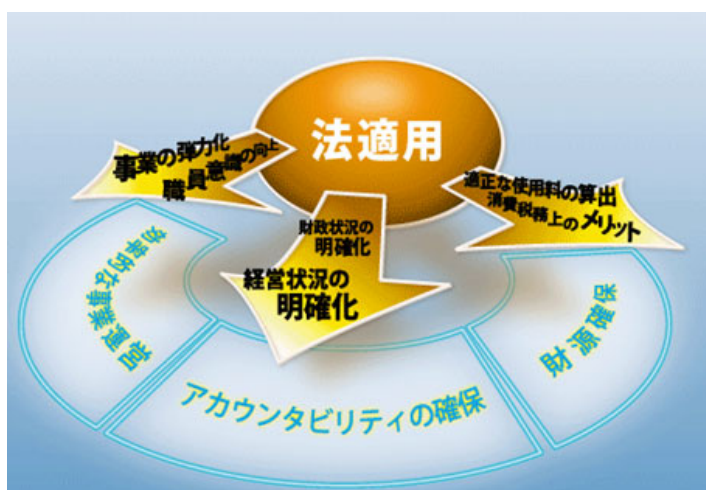 法適用
事業の弾力化
職員意識の向上
財政状況の
明確化
経営状況の
明確化
適正な使用料の算出
消費税務上のメリット
効率的な事業運営
アカウンタビリティの確保
財源確保